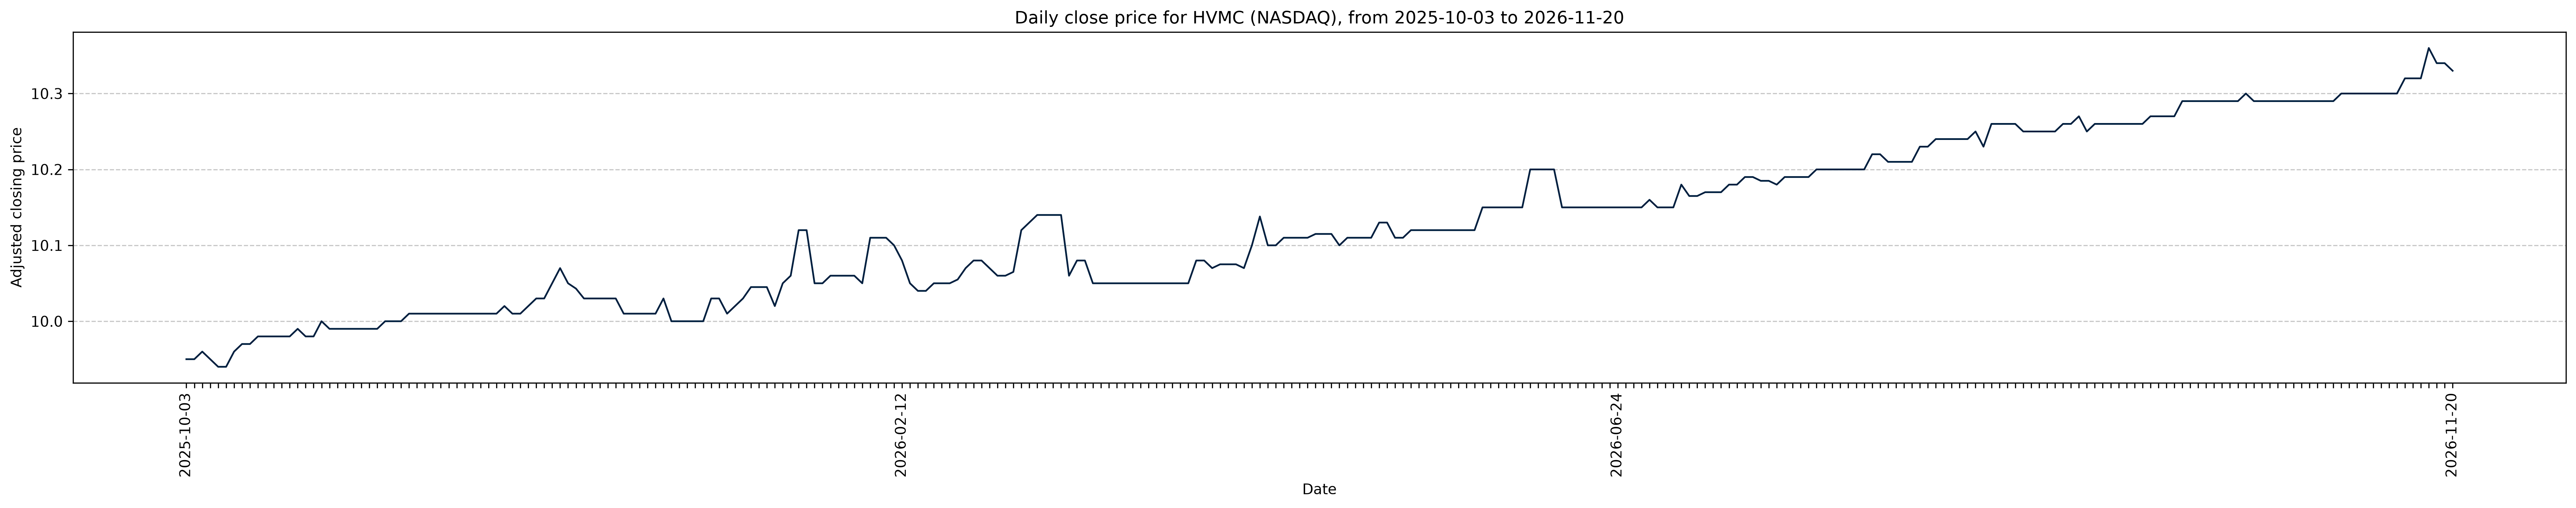 Daily close price for HVMC (NASDAQ), from 2025-10-03 to 2026-11-20
Adjusted closing price
10.3
10.2
10.1
10.0
2025-10-03
2026-02-12
2026-06-24
2026-11-20
Date